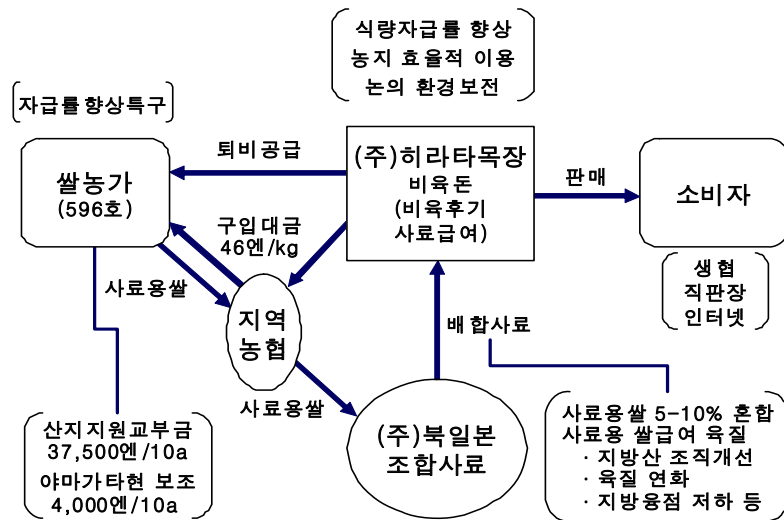 식량자급률 향상
농지 효율적 이용
논의 환경보전
자급률향상특구
쌀농가
(596호)
퇴비공급
(주)히라타목장
비육돈
(비육후기
사료급여)
판매
소비자
구입대금
46엔/kg
생협
직판장
인터넷
사료용쌀
지역
농협
배합사료
사료용쌀
(주)북일본
조합사료
산지지원교부금
37,500엔/10a
야마가타현 보조
4,000엔/10a
사료용쌀 5-10% 혼합
사료용 쌀급여 육질
· 지방산 조직개선
· 육질 연화
· 지방융점 저하 등